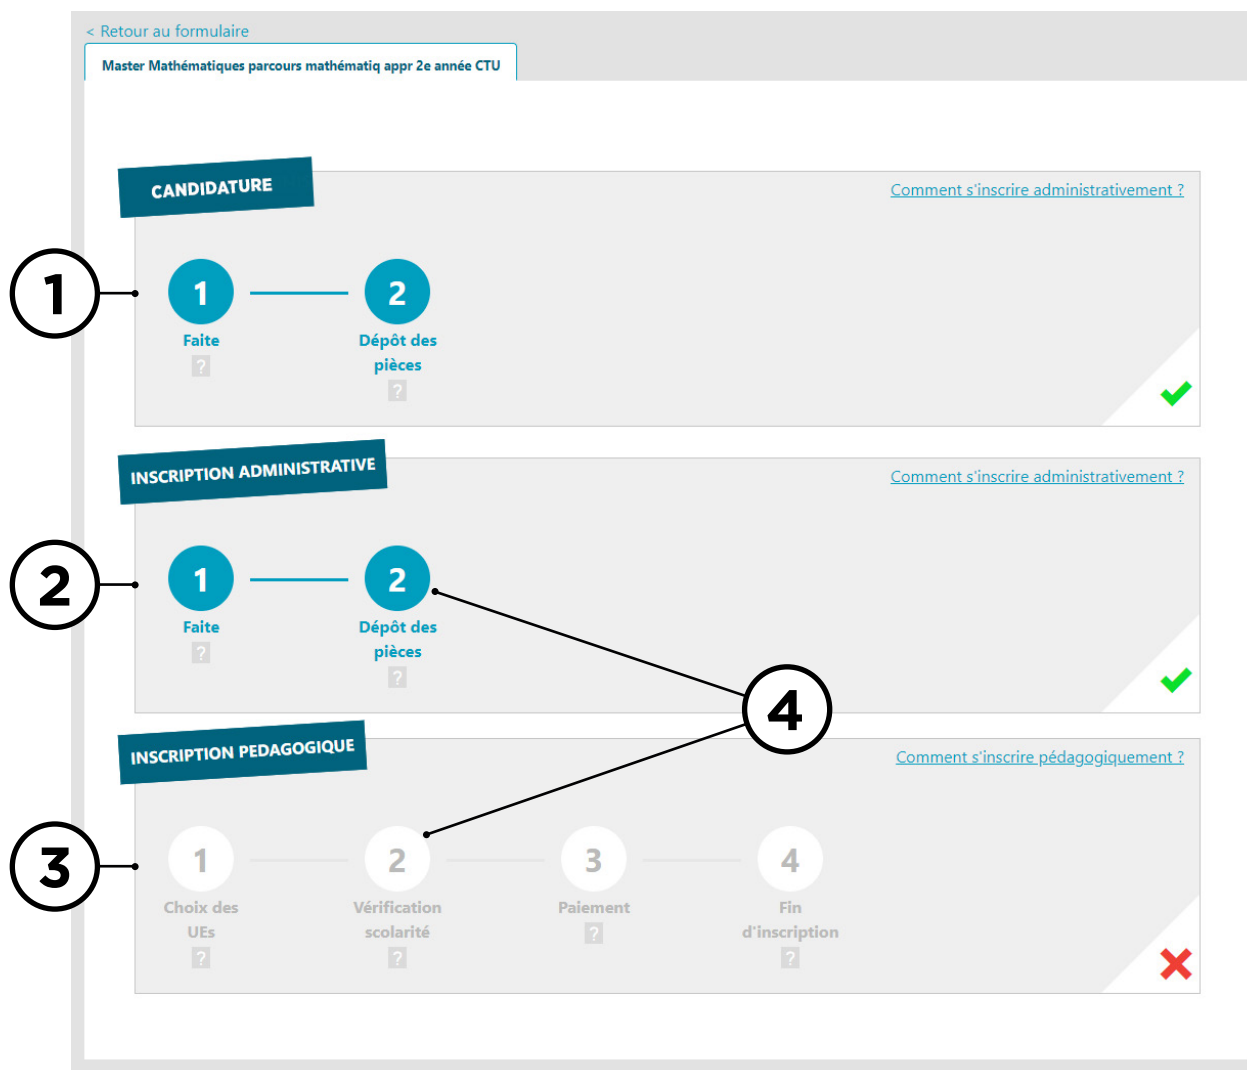 < Retour au formulaire
Master Mathématiques parcours mathématiq appr 2e année CTU
CANDIDATURE
Comment s'inscrire administrativement ?
1
1
2
Faite
Dépôt des
pièces
?
?
INSCRIPTION ADMINISTRATIVE
Comment s'inscrire administrativement ?
2
1
2
Faite
Dépôt des
pièces
?
?
4
INSCRIPTION PEDAGOGIQUE
Comment s'inscrire pédagogiquement ?
3
1
2
3
4
Choix des
UEs
?
Vérification
scolarité
?
Paiement
?
Fin
d'inscription
?